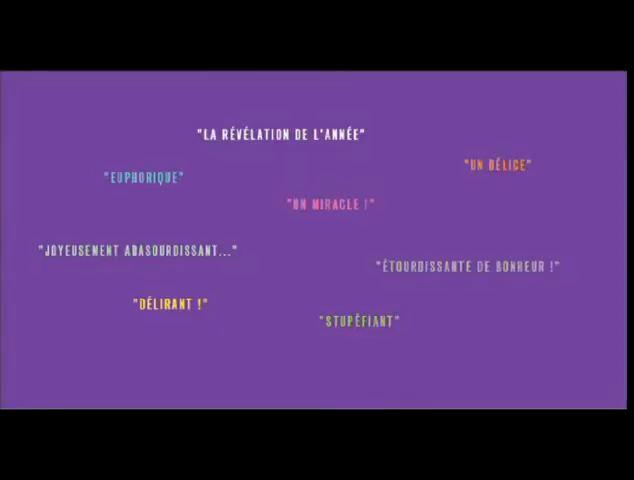 "LA RÉVÉLATION DE L'ANNÉE"
"UN DÉLICE"
"EUPHORIQUE"
"UN MIRACLE !"
"JOYEUSEMENT ABASOURDISSANT..."
"ÉTOURDISSANTE DE BONHEUR !"
"DÉLIRANT !"
"STUPÉFIANT"